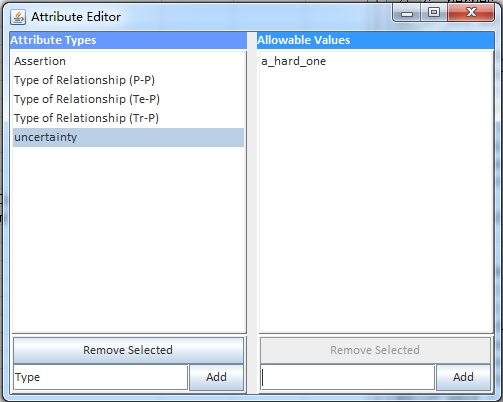 Attribute Editor
Attribute Types
Allowable Values
Assertion
Type of Relationship (P-P)
Type of Relationship (Te-P)
Type of Relationship (Tr-P)
uncertainty
a_hard_one
Remove Selected
Remove Selected
Type
Add
Add